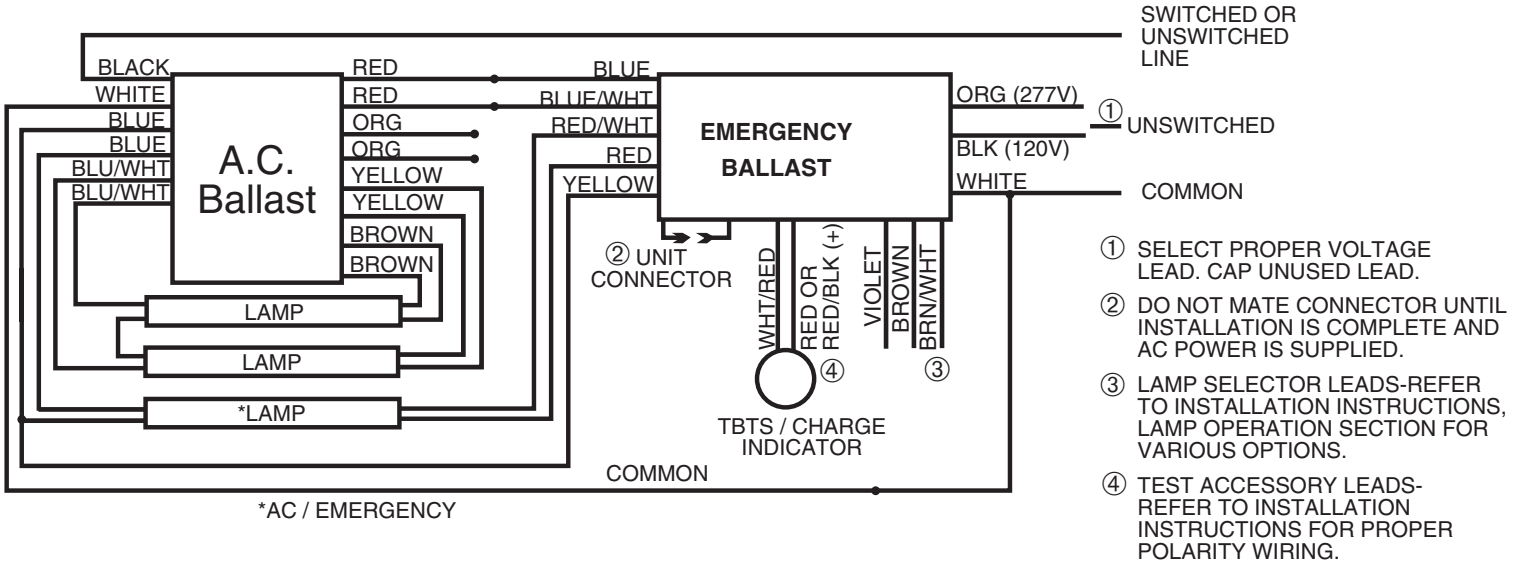 SWITCHED OR
UNSWITCHED
LINE
BLACK
WHITE
BLUE
BLUE
BLU/WHT
BLU/WHT
A.C.
Ballast
RED
RED
ORG
ORG
YELLOW
YELLOW
BROWN
BROWN
LAMP
LAMP
*LAMP
BLUE
BLUE/WHT
RED/WHT
RED
YELLOW
EMERGENCY
BALLAST
ORG (277V)
① UNSWITCHED
BLK (120V)
WHITE
COMMON
② UNIT
CONNECTOR
WHT/RED
RED OR
RED/BLK (+)
④
VIOLET
BROWN
BRN/WHT
③
TBTS / CHARGE
INDICATOR
COMMON
*AC / EMERGENCY
① SELECT PROPER VOLTAGE
LEAD. CAP UNUSED LEAD.
② DO NOT MATE CONNECTOR UNTIL
INSTALLATION IS COMPLETE AND
AC POWER IS SUPPLIED.
③ LAMP SELECTOR LEADS-REFER
TO INSTALLATION INSTRUCTIONS,
LAMP OPERATION SECTION FOR
VARIOUS OPTIONS.
④ TEST ACCESSORY LEADS-
REFER TO INSTALLATION
INSTRUCTIONS FOR PROPER
POLARITY WIRING.